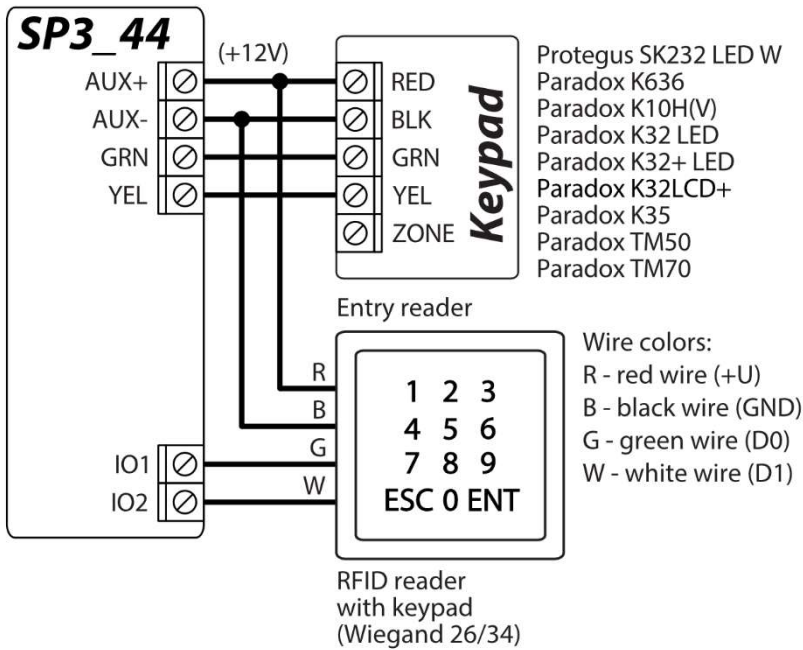 SP3_44
(+12V)
AUX+
AUX-
GRN
YEL
RED
BLK
GRN
YEL
ZONE
Keypad
Protegus SK232 LED W
Paradox K636
Paradox K10H(V)
Paradox K32 LED
Paradox K32+ LED
Paradox K32LCD+
Paradox K35
Paradox TM50
Paradox TM70
Entry reader
R
B
G
W
IO1
IO2
1 2 3
4 5 6
7 8 9
ESC 0 ENT
Wire colors:
R - red wire (+U)
B - black wire (GND)
G - green wire (D0)
W - white wire (D1)
RFID reader
with keypad
(Wiegand 26/34)